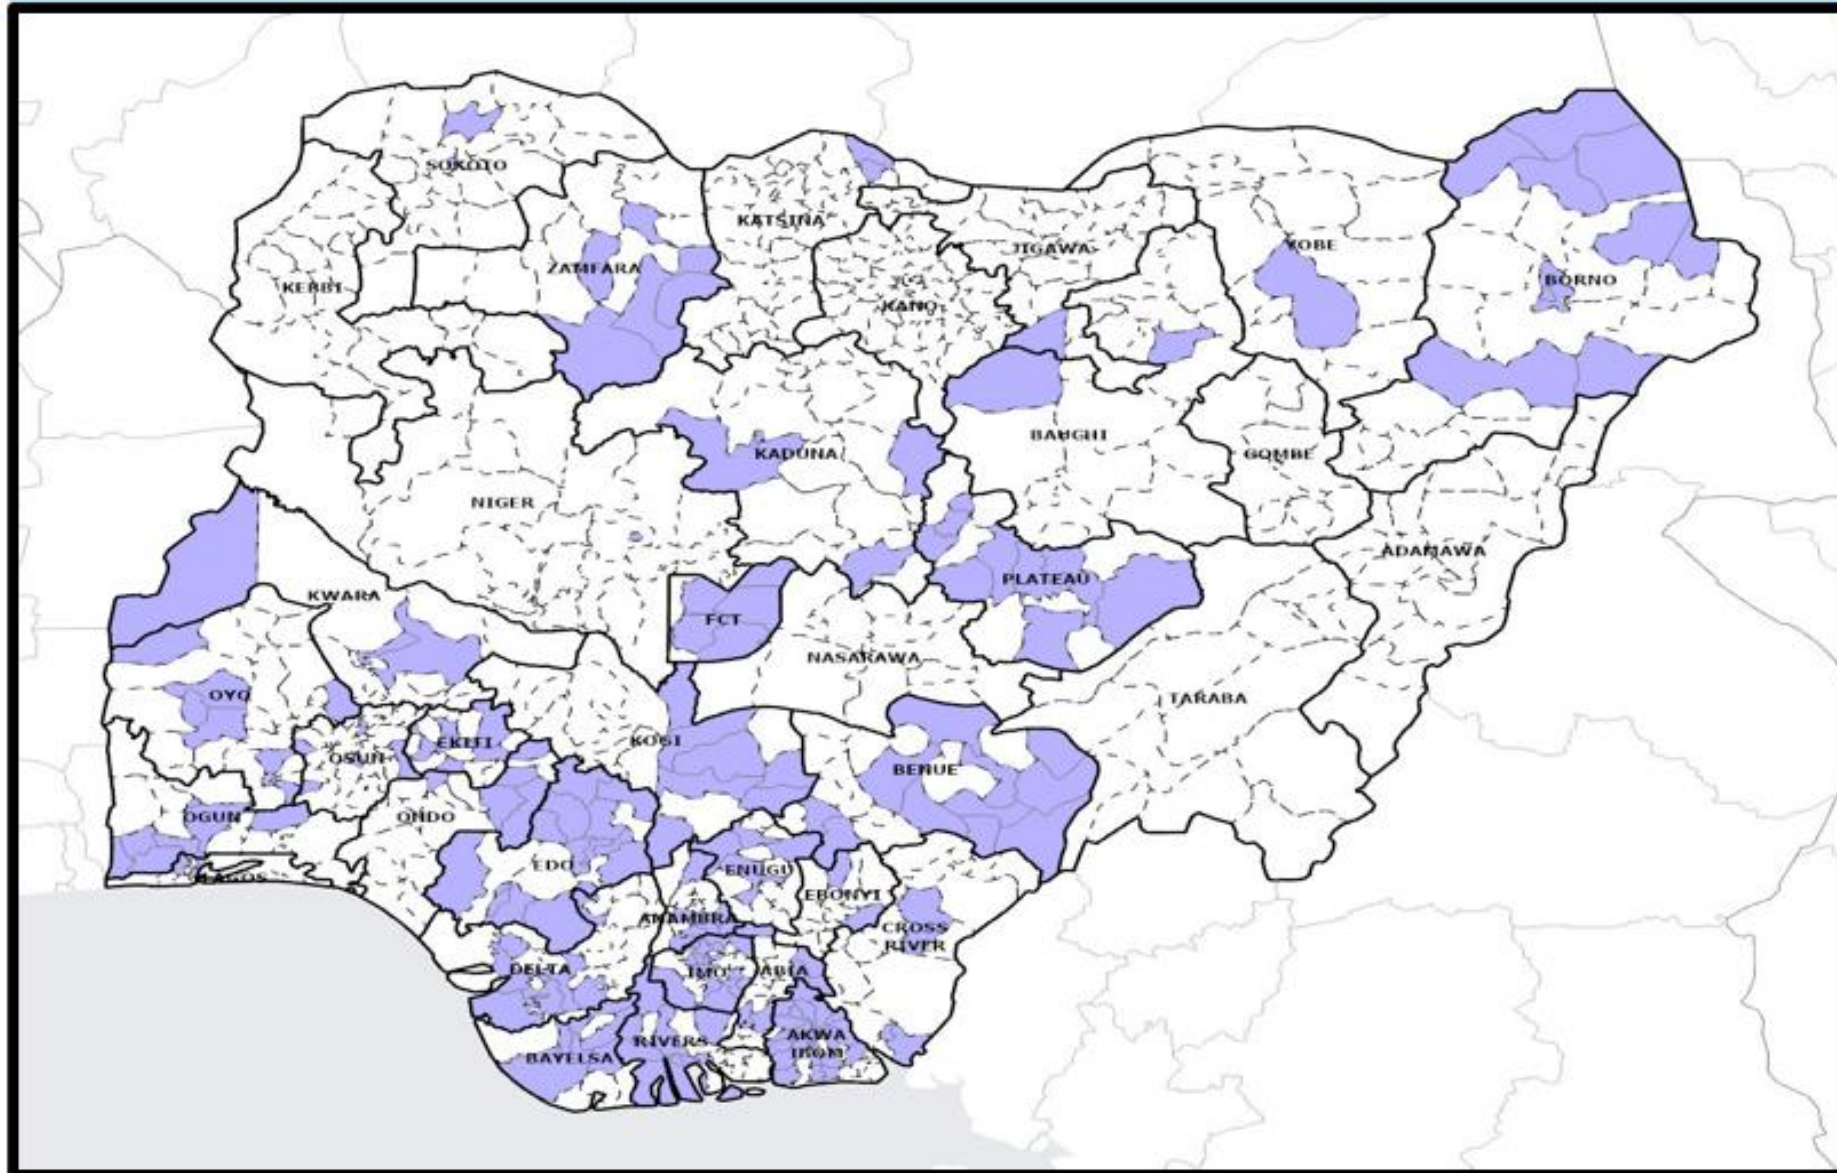 SOKOTO
KATSINA
ZAMFARA
KEBBI
JIGAWA
YOBE
BORNO
KANO
BAUCHI
GOMBE
KADUNA
NIGER
ADAMAWA
PLATEAU
KWARA
FCT
NASARAWA
OYO
TARABA
KOGI
EKITI
OSUN
BENUE
OGUN
ONDO
EDO
ENUGU
LAGOS
EBONYI
ANAMBRA
CROSS
RIVER
DELTA
IMO
ABIA
AKWA
IBOM
RIVERS
BAYELSA